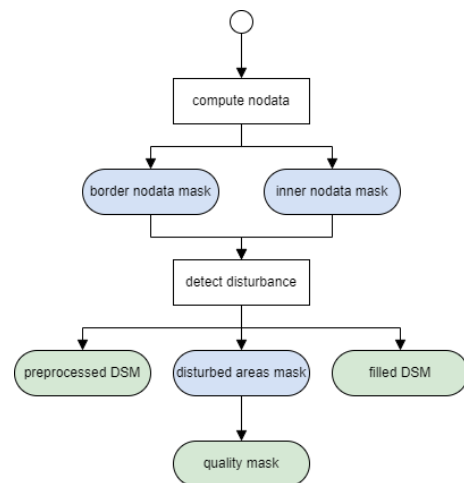 compute nodata
border nodata mask
inner nodata mask
detect disturbance
preprocessed DSM
disturbed areas mask
filled DSM
quality mask